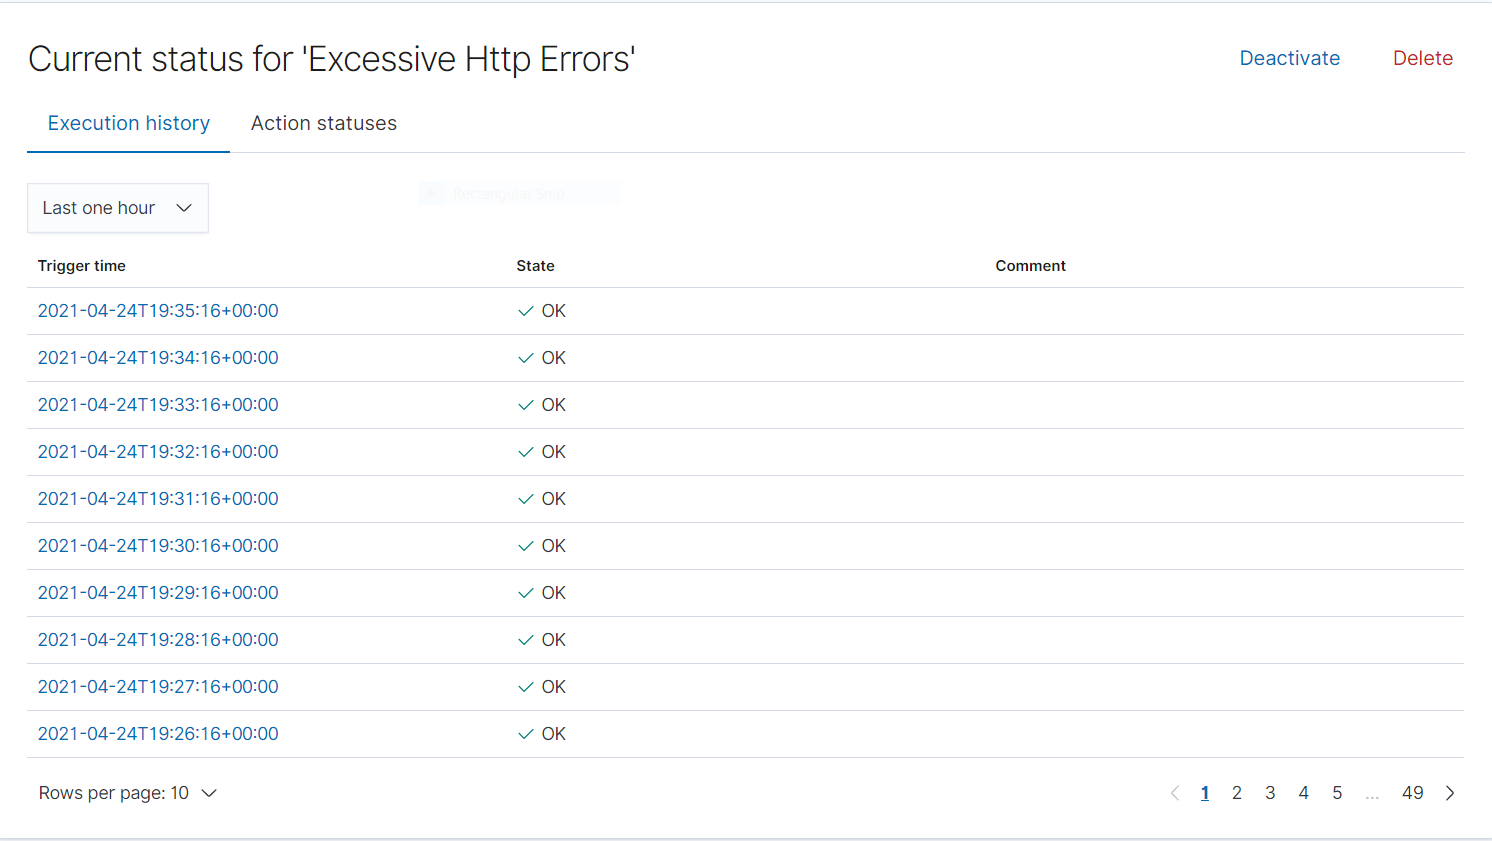 Current status for 'Excessive Http Errors'
Deactivate
Delete
Execution history
Action statuses
Rectangular Snip
Last one hour
Trigger time State Comment
2021-04-24T19:35:16+00:00 OK
2021-04-24T19:34:16+00:00 OK
2021-04-24T19:33:16+00:00 OK
2021-04-24T19:32:16+00:00 OK
2021-04-24T19:31:16+00:00 OK
2021-04-24T19:30:16+00:00 OK
2021-04-24T19:29:16+00:00 OK
2021-04-24T19:28:16+00:00 OK
2021-04-24T19:27:16+00:00 OK
2021-04-24T19:26:16+00:00 OK
Rows per page: 10
1 2 3 4 5 ... 49